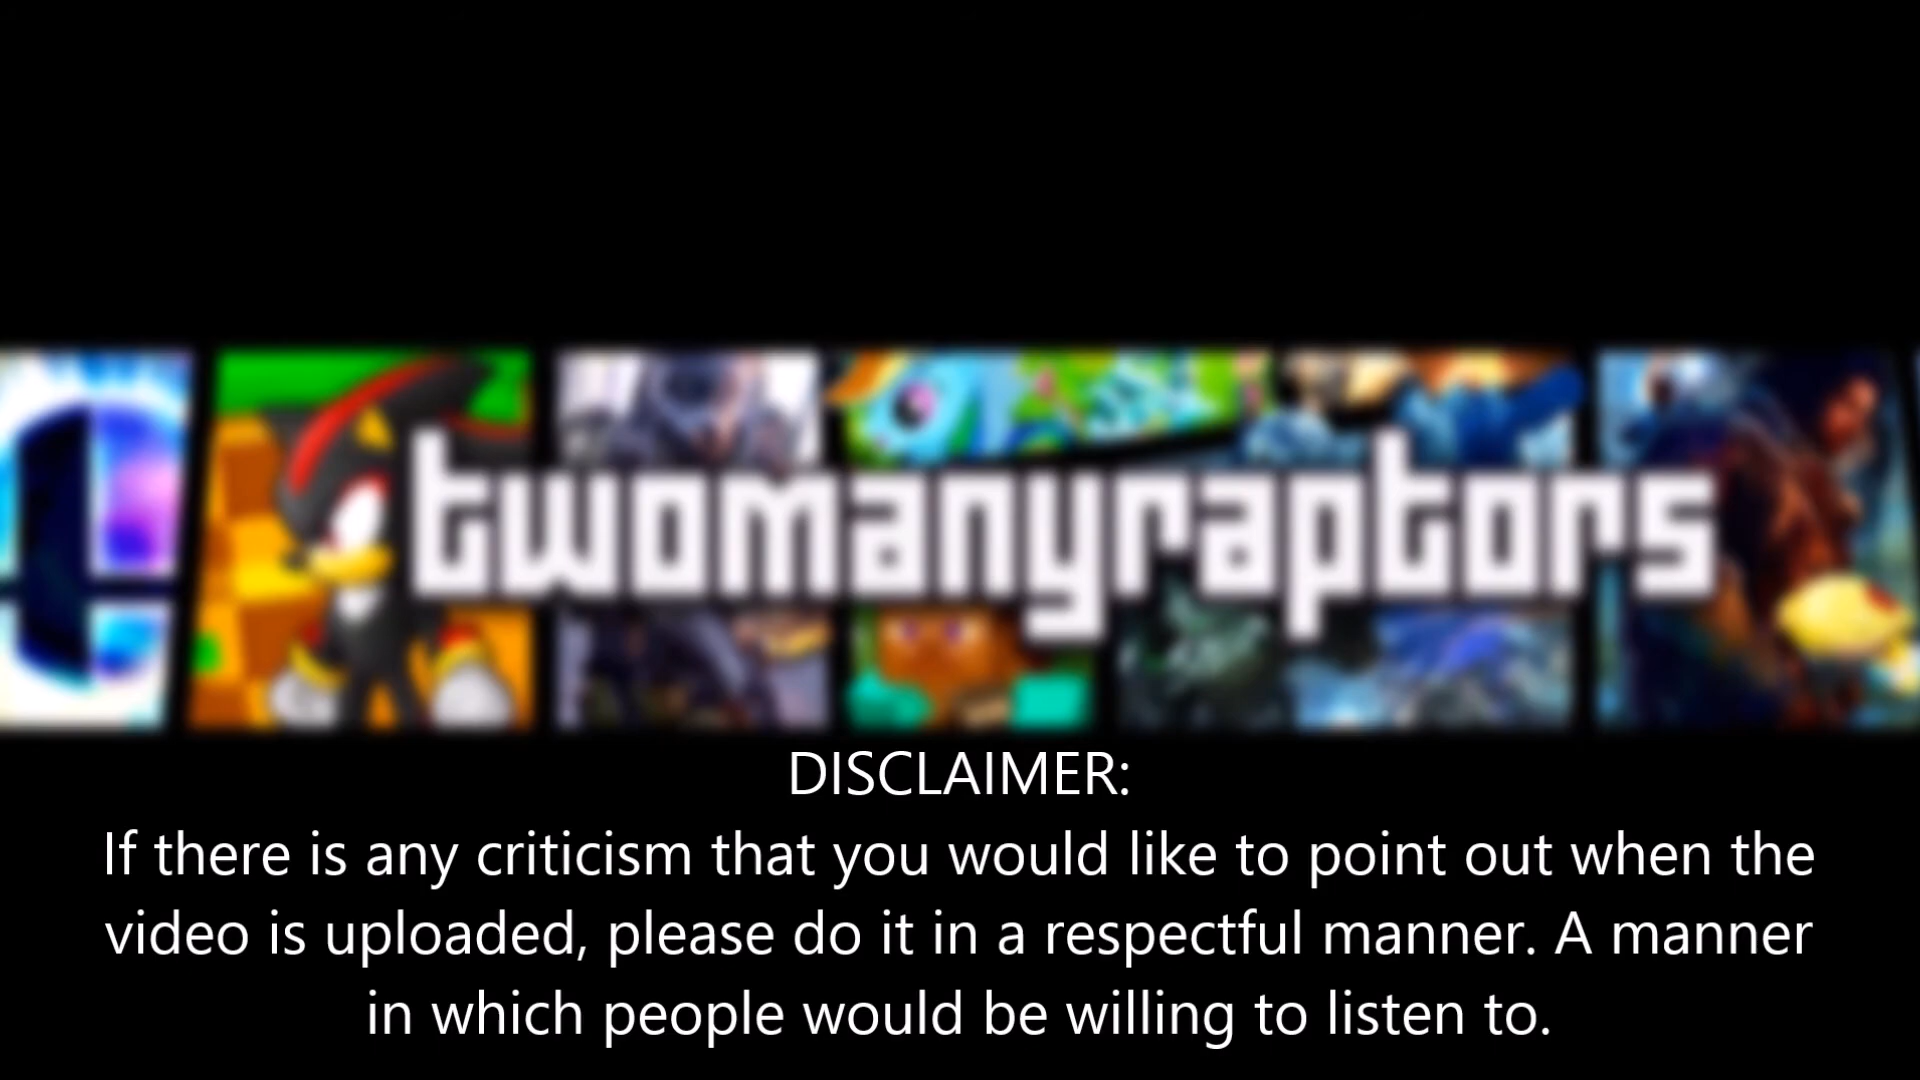 twomanyraptors
DISCLAIMER:
If there is any criticism that you would like to point out when the
video is uploaded, please do it in a respectful manner. A manner
in which people would be willing to listen to.